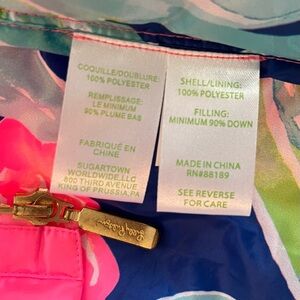 COQUILLE/DOUBLURE:
100% POLYESTER
REMPLISSAGE:
LE MINIMUM
90% PLUME BAS
FABRIQUÉ EN
CHINE
SUGARTOWN
WORLDWIDE,LLC
800 THIRD AVENUE
KING OF PRUSSIA,PA
SHELL/LINING:
100% POLYESTER
FILLING:
MINIMUM 90% DOWN
MADE IN CHINA
RN#88189
SEE REVERSE
FOR CARE
Lilly Pulitzer